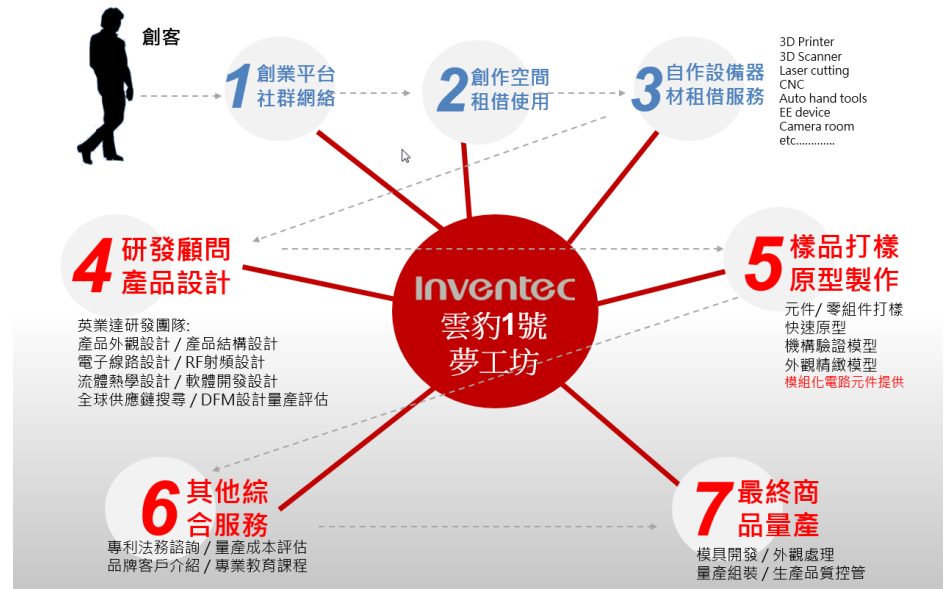 創客
1 創業平台
社群網絡
2 創作空間
租借使用
3 自作設備器
材租借服務
3D Printer
3D Scanner
Laser cutting
CNC
Auto hand tools
EE device
Camera room
etc.............
4 研發顧問
產品設計
英業達研發團隊:
產品外觀設計 / 產品結構設計
電子線路設計 / RF射頻設計
流體熱學設計 / 軟體開發設計
全球供應鏈搜尋 / DFM設計量產評估
Inventec
雲豹1號
夢工坊
5 樣品打樣
原型製作
元件/ 零組件打樣
快速原型
機構驗證模型
外觀精緻模型
模組化電路元件提供
6 其他綜
合服務
專利法務諮詢 / 量產成本評估
品牌客戶介紹 / 專業教育課程
7 最終商
品量產
模具開發 / 外觀處理
量產組裝 / 生產品質控管